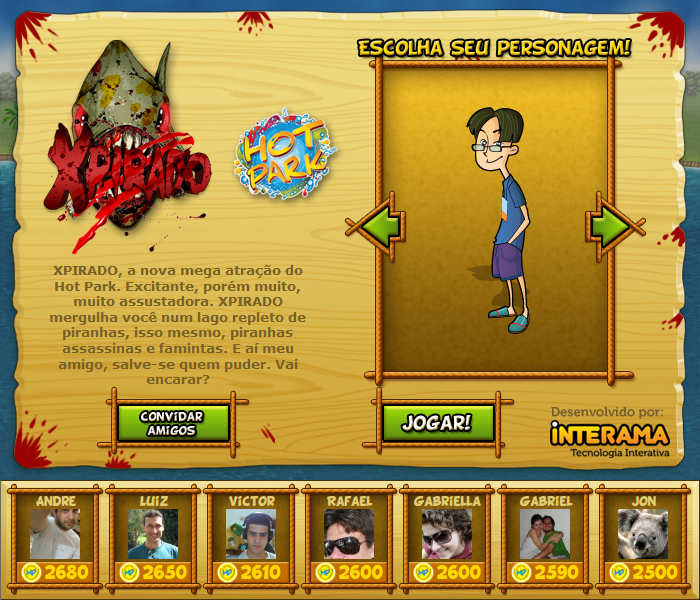 ESCOLHA SEU PERSONAGEM!
XPIRADO
HOT
PARK
XPIRADO, a nova mega atração do
Hot Park. Excitante, porém muito,
muito assustadora. XPIRADO
mergulha você num lago repleto de
piranhas, isso mesmo, piranhas
assassinas e famintas. E aí meu
amigo, salve-se quem puder. Vai
encarar?
CONVIDAR
AMIGOS
JOGAR!
Desenvolvido por:
INTERAMA
Tecnologia Interativa
ANDRE
LUIZ
VICTOR
RAFAEL
GABRIELLA
GABRIEL
JON
2680
2650
2610
2600
2600
2590
2500